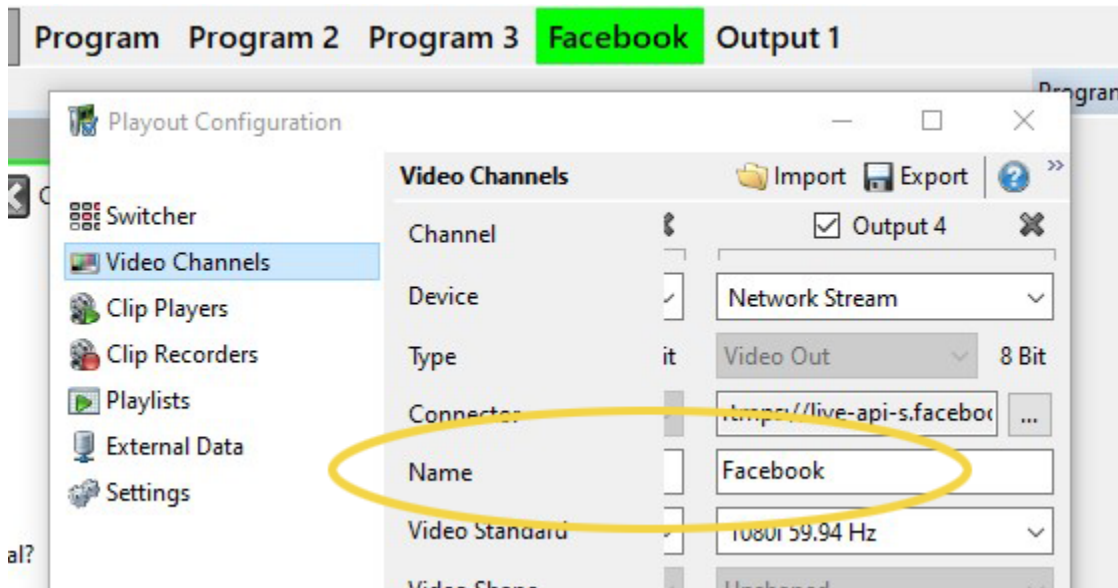 Program Program 2 Program 3 Facebook Output 1
Playout Configuration
Video Channels Import Export
Switcher
Video Channels
Clip Players
Clip Recorders
Playlists
External Data
Settings
Channel Output 4
Device Network Stream
Type Video Out 8 Bit
Connector ...
Name Facebook
Video Standard 1080i 59.94 Hz
al?